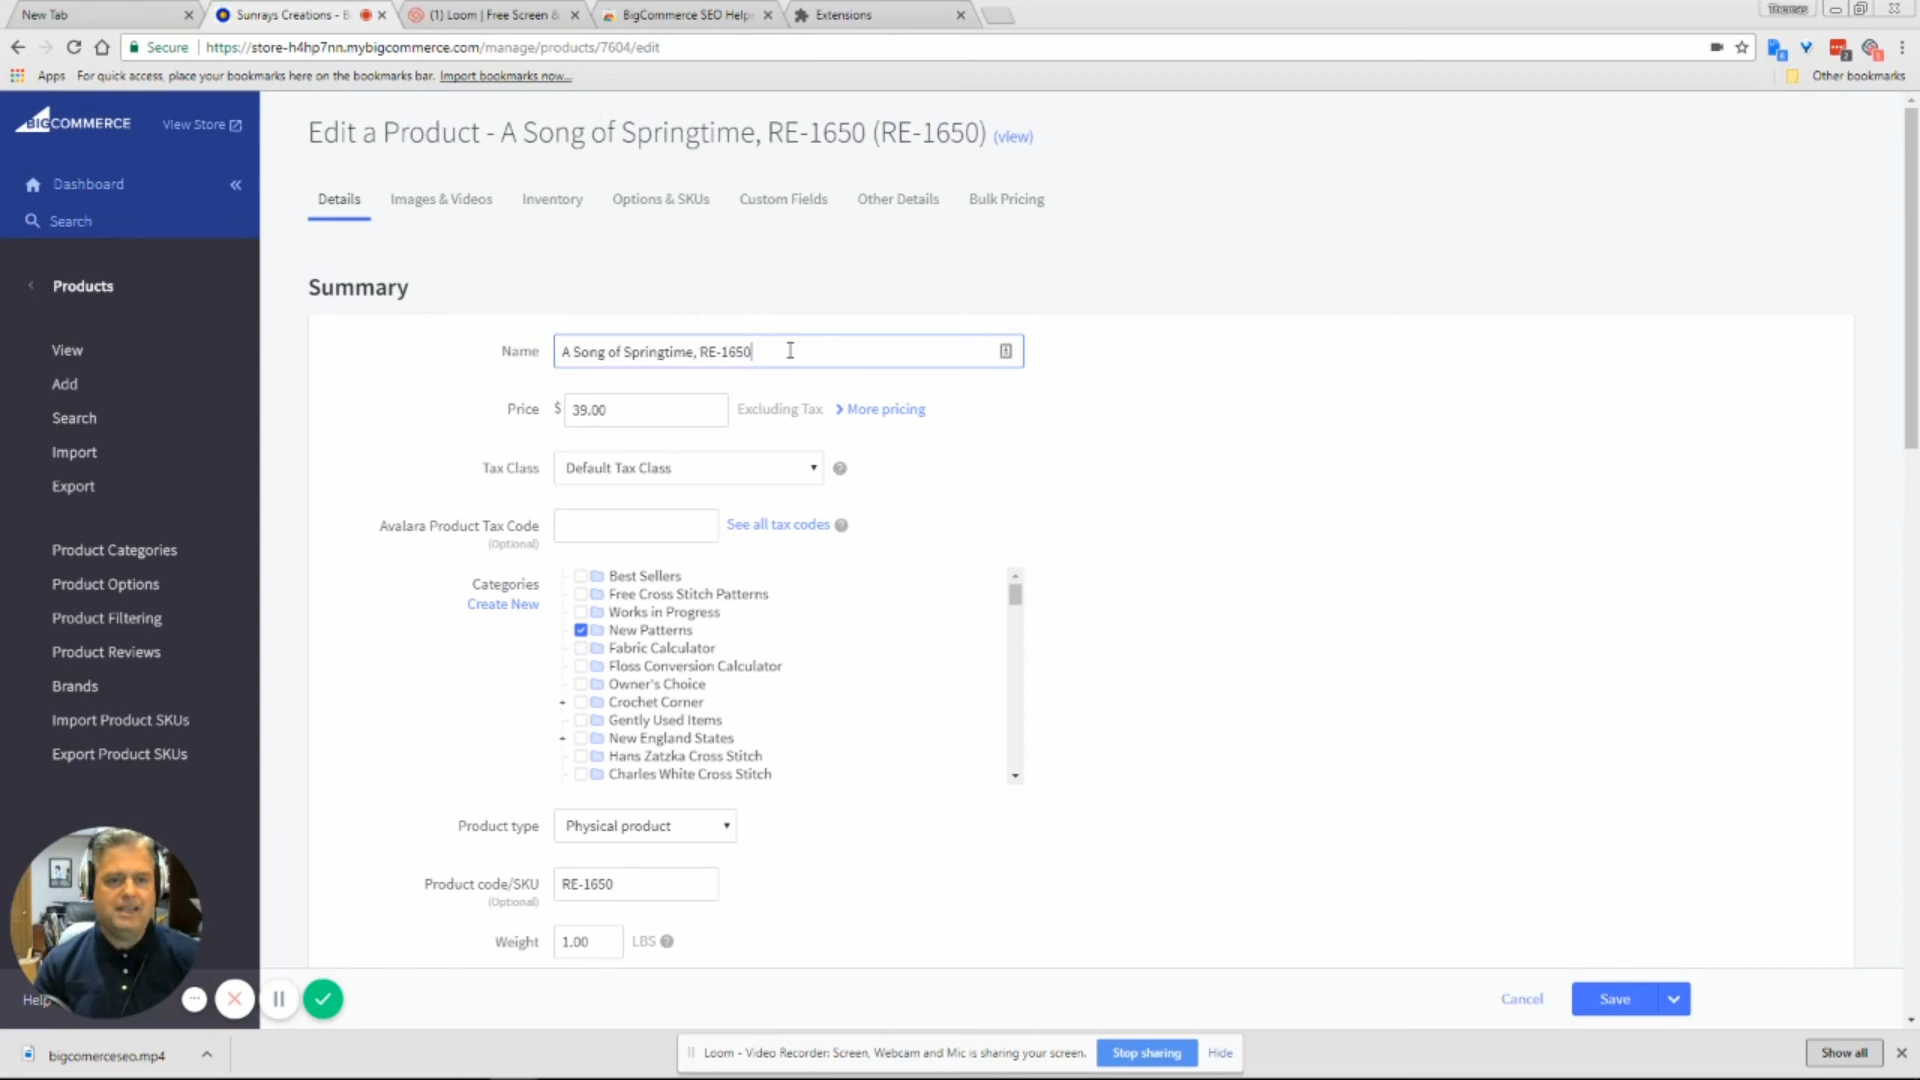 New Tab
Sunrays Creations - B
(1) Loom | Free Screen &
BigCommerce SEO Help
Extensions
Secure
https://store-h4hp7nn.mybigcommerce.com/manage/products/7604/edit
Apps
For quick access, place your bookmarks here on the bookmarks bar. Import bookmarks now...
Other bookmarks
BIGCOMMERCE
View Store
Dashboard
Search
Products
View
Add
Search
Import
Export
Product Categories
Product Options
Product Filtering
Product Reviews
Brands
Import Product SKUs
Export Product SKUs
Help
Edit a Product - A Song of Springtime, RE-1650 (RE-1650) (view)
Details
Images & Videos
Inventory
Options & SKUs
Custom Fields
Other Details
Bulk Pricing
Summary
Name
A Song of Springtime, RE-1650
Price
$
39.00
Excluding Tax
More pricing
Tax Class
Default Tax Class
Avalara Product Tax Code
(Optional)
See all tax codes
Categories
Create New
Best Sellers
Free Cross Stitch Patterns
Works in Progress
New Patterns
Fabric Calculator
Floss Conversion Calculator
Owner's Choice
Crochet Corner
Gently Used Items
New England States
Hans Zatzka Cross Stitch
Charles White Cross Stitch
Product type
Physical product
Product code/SKU
(Optional)
RE-1650
Weight
1.00
LBS
Cancel
Save
bigcomerceseo.mp4
Loom - Video Recorder: Screen, Webcam and Mic is sharing your screen.
Stop sharing
Hide
Show all